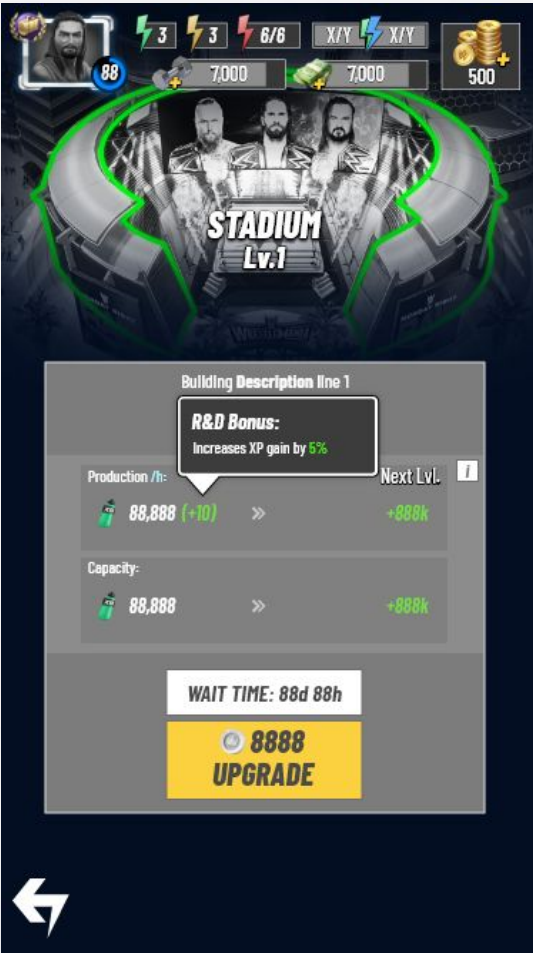 3
3
6/6
X/Y
X/Y
88
7,000
7,000
500
STADIUM
Lv.1
Building Description line 1
R&D Bonus:
Increases XP gain by 5%
Production /h:
Next Lvl.
i
88,888 (+10)
»
+888k
Capacity:
88,888
»
+888k
WAIT TIME: 88d 88h
8888
UPGRADE